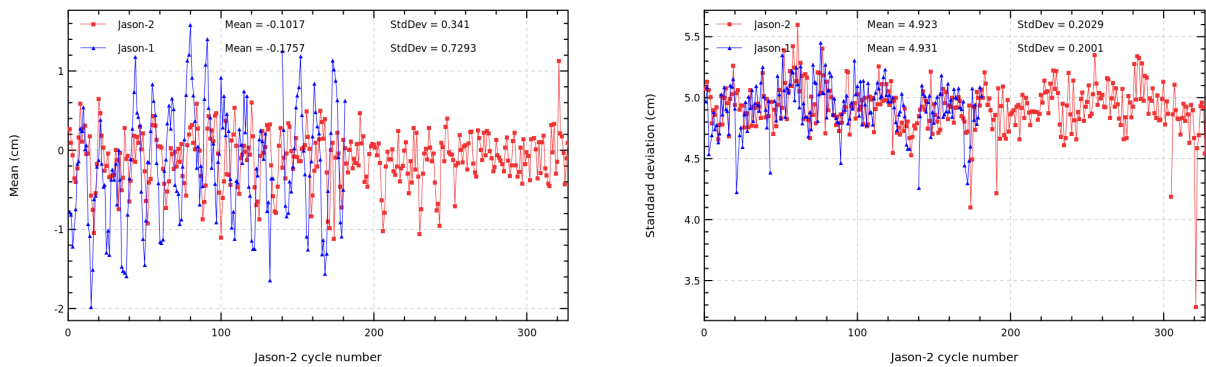 Jason-2 Mean = -0.1017 StdDev = 0.341
Jason-1 Mean = -0.1757 StdDev = 0.7293
1
0
-1
-2
Mean (cm)
0 100 200 300
Jason-2 cycle number
Jason-2 Mean = 4.923 StdDev = 0.2029
Jason-1 Mean = 4.931 StdDev = 0.2001
5.5
5.0
4.5
4.0
3.5
Standard deviation (cm)
0 100 200 300
Jason-2 cycle number